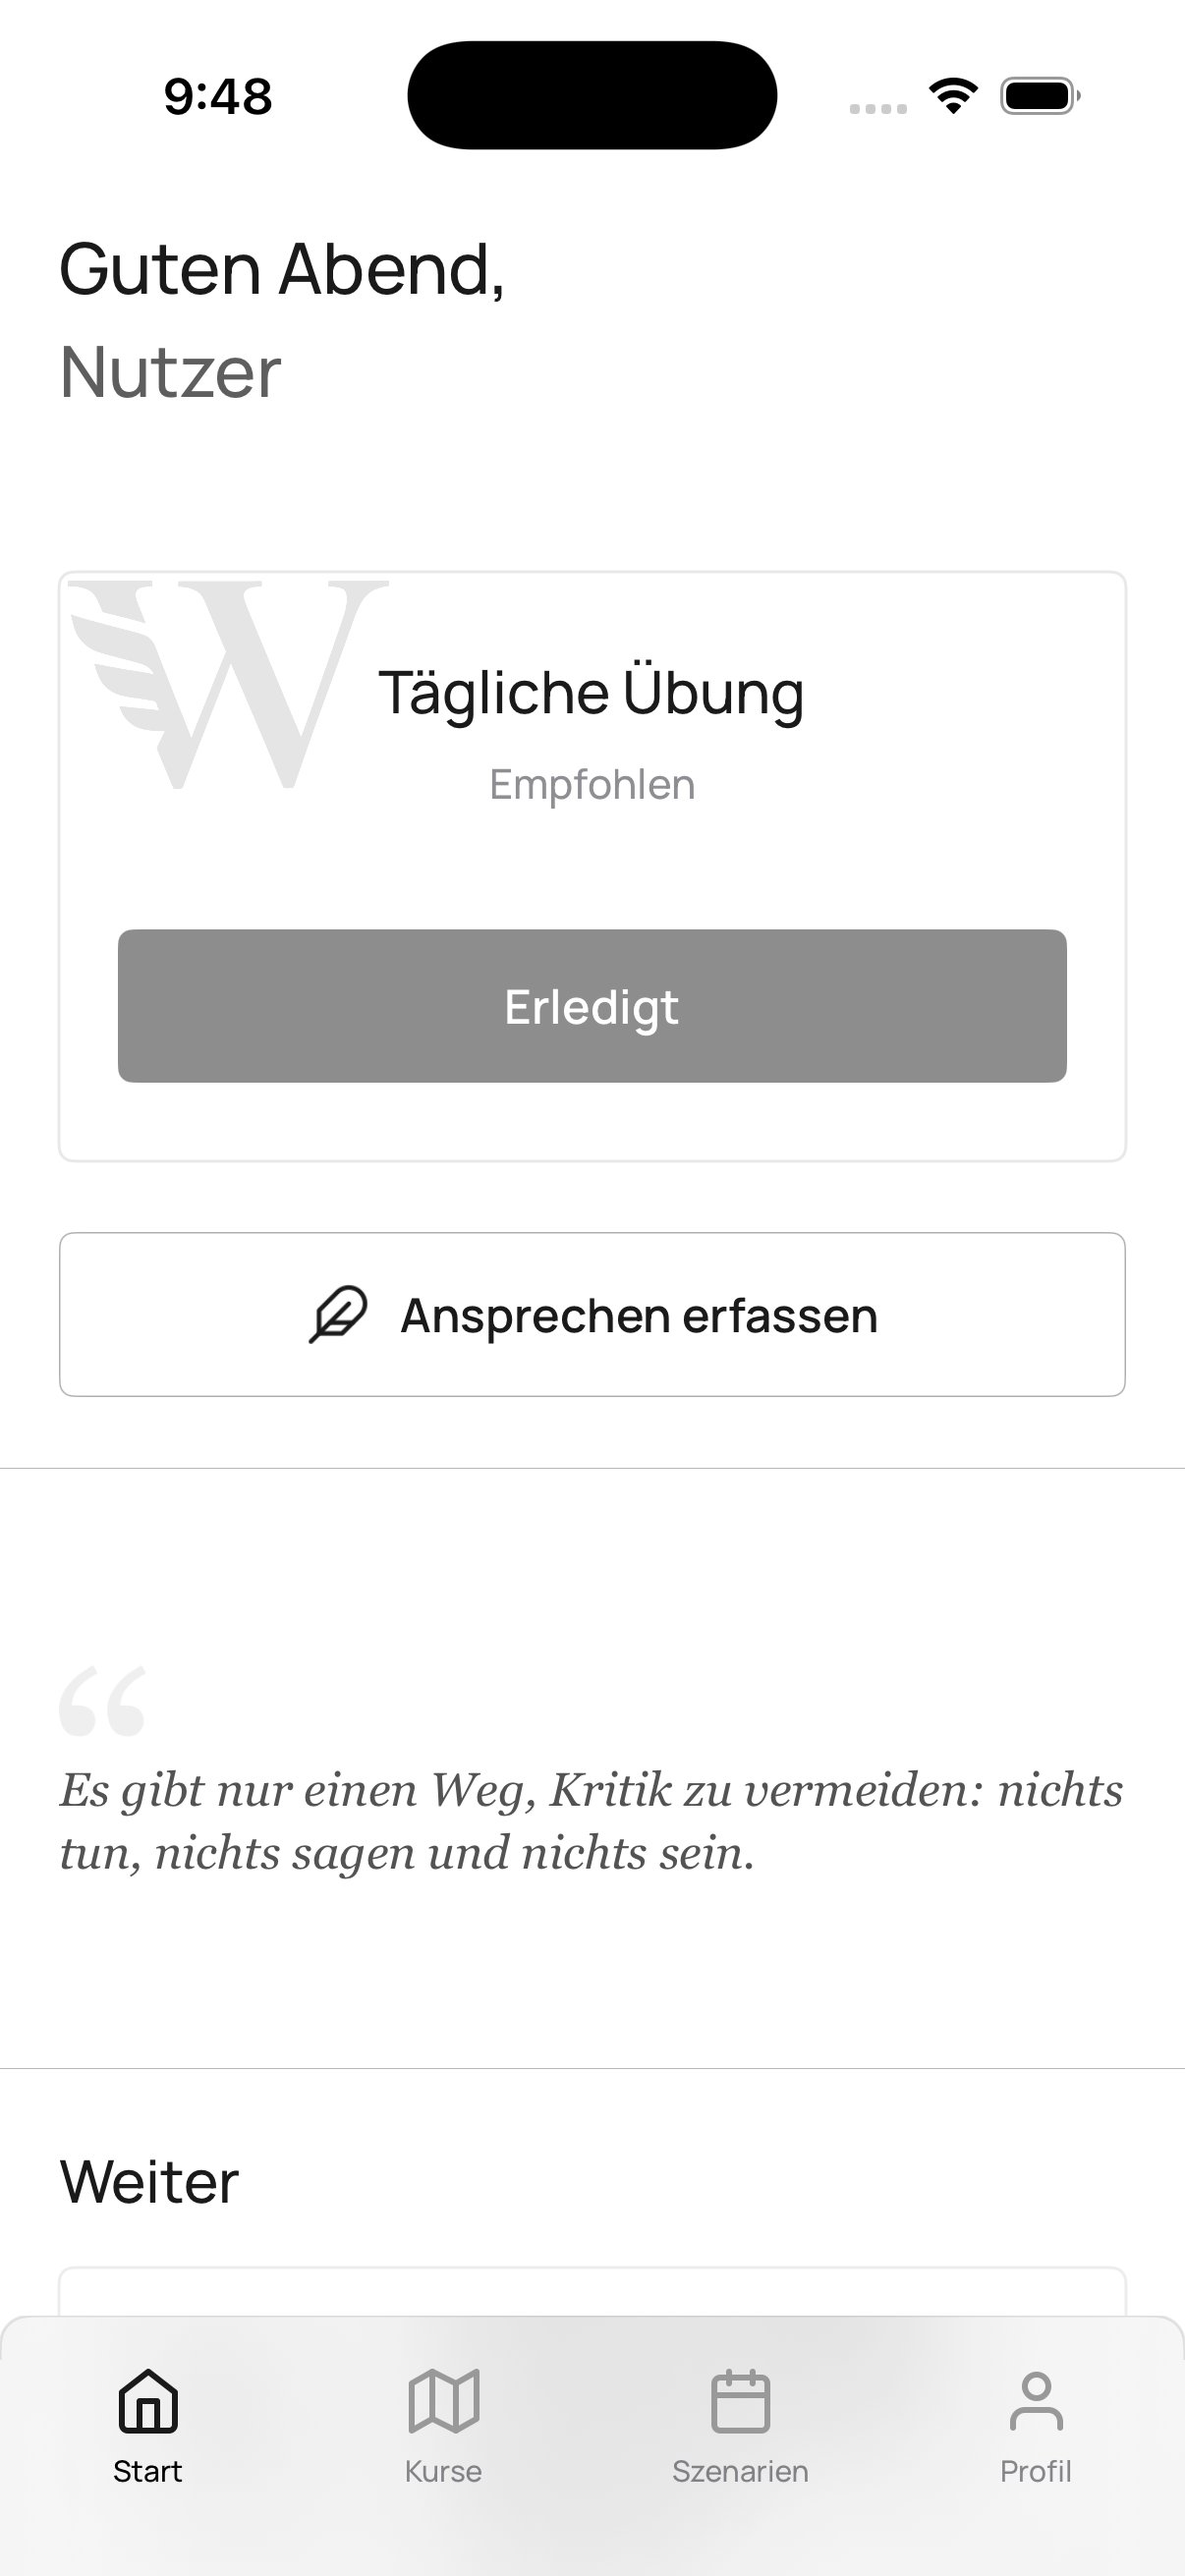 9:48
Guten Abend,
Nutzer
W
Tägliche Übung
Empfohlen
Erledigt
Ansprechen erfassen
“
Es gibt nur einen Weg, Kritik zu vermeiden: nichts
tun, nichts sagen und nichts sein.
Weiter
Start
Kurse
Szenarien
Profil